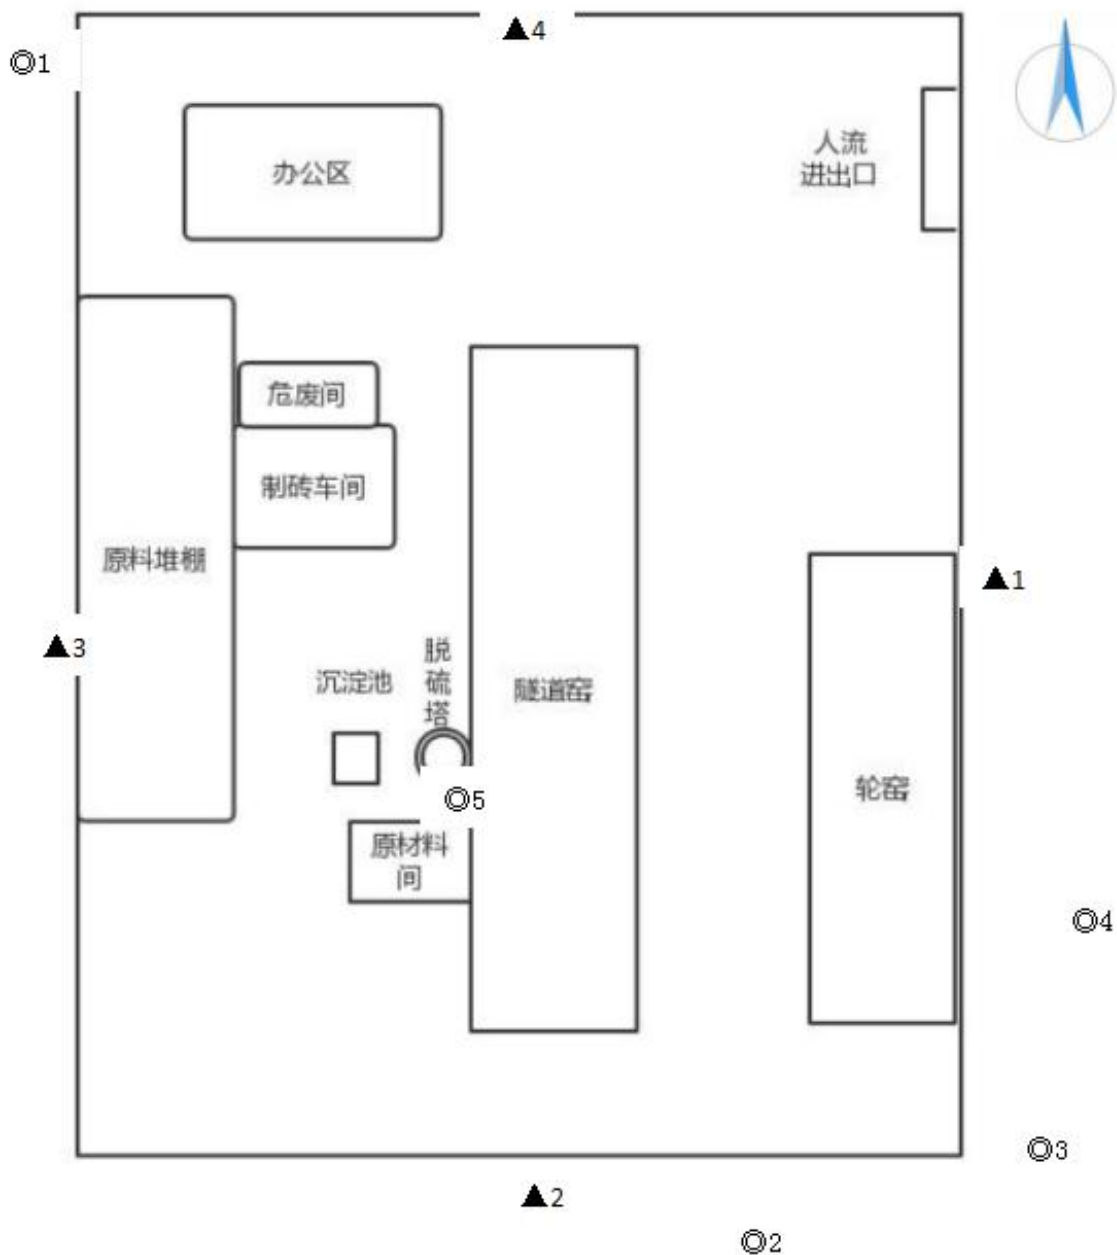 ▲4
◎1
人流
进出口
办公区
危废间
制砖车间
原料堆棚
▲1
▲3
脱
硫
塔
沉淀池
隧道窑
轮窑
◎5
原材料
间
◎4
◎3
▲2
◎2